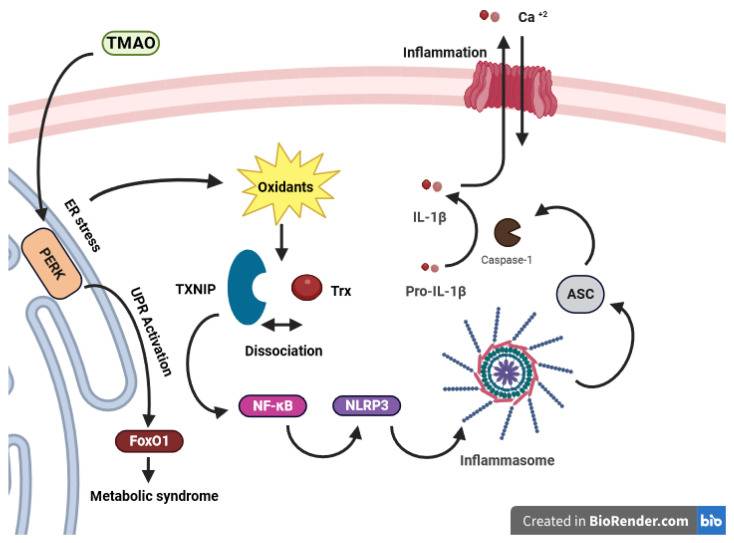 Ca +2
TMAO
Inflammation
Oxidants
ER stress
PERK
IL-1β
Caspase-1
TXNIP
Trx
Pro-IL-1β
ASC
UPR Activation
Dissociation
NF-κB
NLRP3
FoxO1
Inflammasome
Metabolic syndrome
Created in BioRender.com bio